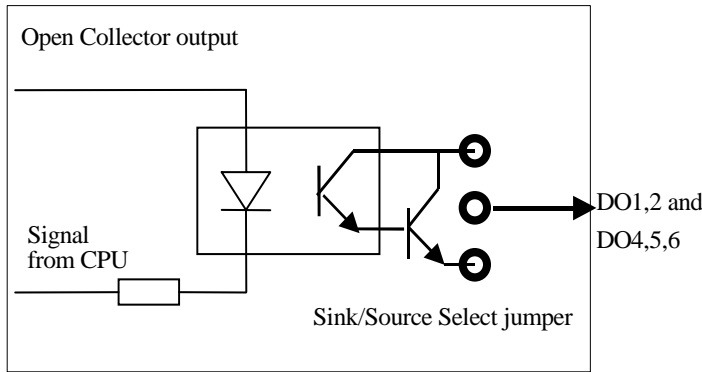 Open Collector output
DO1,2 and
DO4,5,6
Signal
from CPU
Sink/Source Select jumper